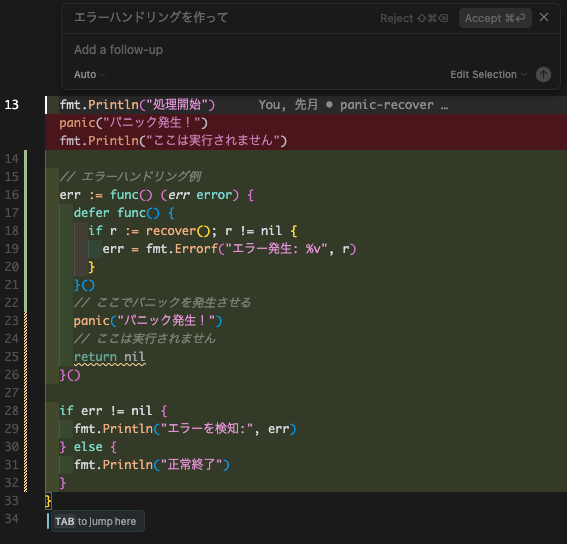 エラーハンドリングを作って Reject ⇧⌘⌫ Accept ⌘⏎ ✕
Add a follow-up
Auto Edit Selection
13 fmt.Println("処理開始") You, 先月 • panic-recover …
panic("パニック発生！")
fmt.Println("ここは実行されません")
14
15 // エラーハンドリング例
16 err := func() (err error) {
17 defer func() {
18 if r := recover(); r != nil {
19 err = fmt.Errorf("エラー発生: %v", r)
20 }
21 }()
22 // ここでパニックを発生させる
23 panic("パニック発生！")
24 // ここは実行されません
25 return nil
26 }()
27
28 if err != nil {
29 fmt.Println("エラーを検知:", err)
30 } else {
31 fmt.Println("正常終了")
32 }
33 }
34 TAB to jump here